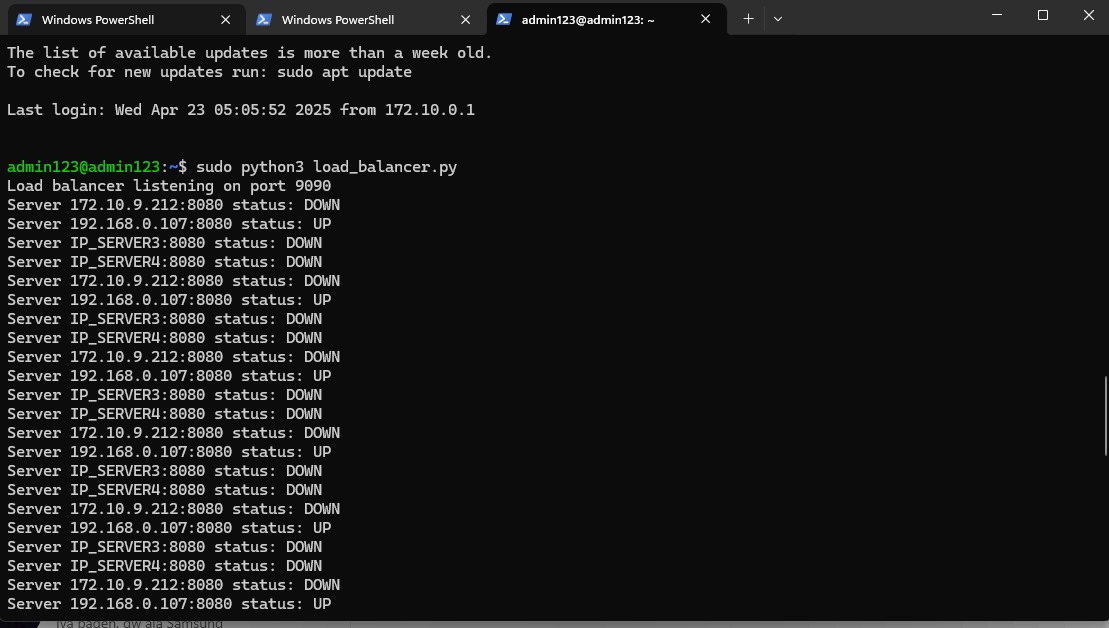 Windows PowerShell
Windows PowerShell
admin123@admin123: ~
The list of available updates is more than a week old.
To check for new updates run: sudo apt update
Last login: Wed Apr 23 05:05:52 2025 from 172.10.0.1
admin123@admin123:~$ sudo python3 load_balancer.py
Load balancer listening on port 9090
Server 172.10.9.212:8080 status: DOWN
Server 192.168.0.107:8080 status: UP
Server IP_SERVER3:8080 status: DOWN
Server IP_SERVER4:8080 status: DOWN
Server 172.10.9.212:8080 status: DOWN
Server 192.168.0.107:8080 status: UP
Server IP_SERVER3:8080 status: DOWN
Server IP_SERVER4:8080 status: DOWN
Server 172.10.9.212:8080 status: DOWN
Server 192.168.0.107:8080 status: UP
Server IP_SERVER3:8080 status: DOWN
Server IP_SERVER4:8080 status: DOWN
Server 172.10.9.212:8080 status: DOWN
Server 192.168.0.107:8080 status: UP
Server IP_SERVER3:8080 status: DOWN
Server IP_SERVER4:8080 status: DOWN
Server 172.10.9.212:8080 status: DOWN
Server 192.168.0.107:8080 status: UP
Server IP_SERVER3:8080 status: DOWN
Server IP_SERVER4:8080 status: DOWN
Server 172.10.9.212:8080 status: DOWN
Server 192.168.0.107:8080 status: UP
Samsung